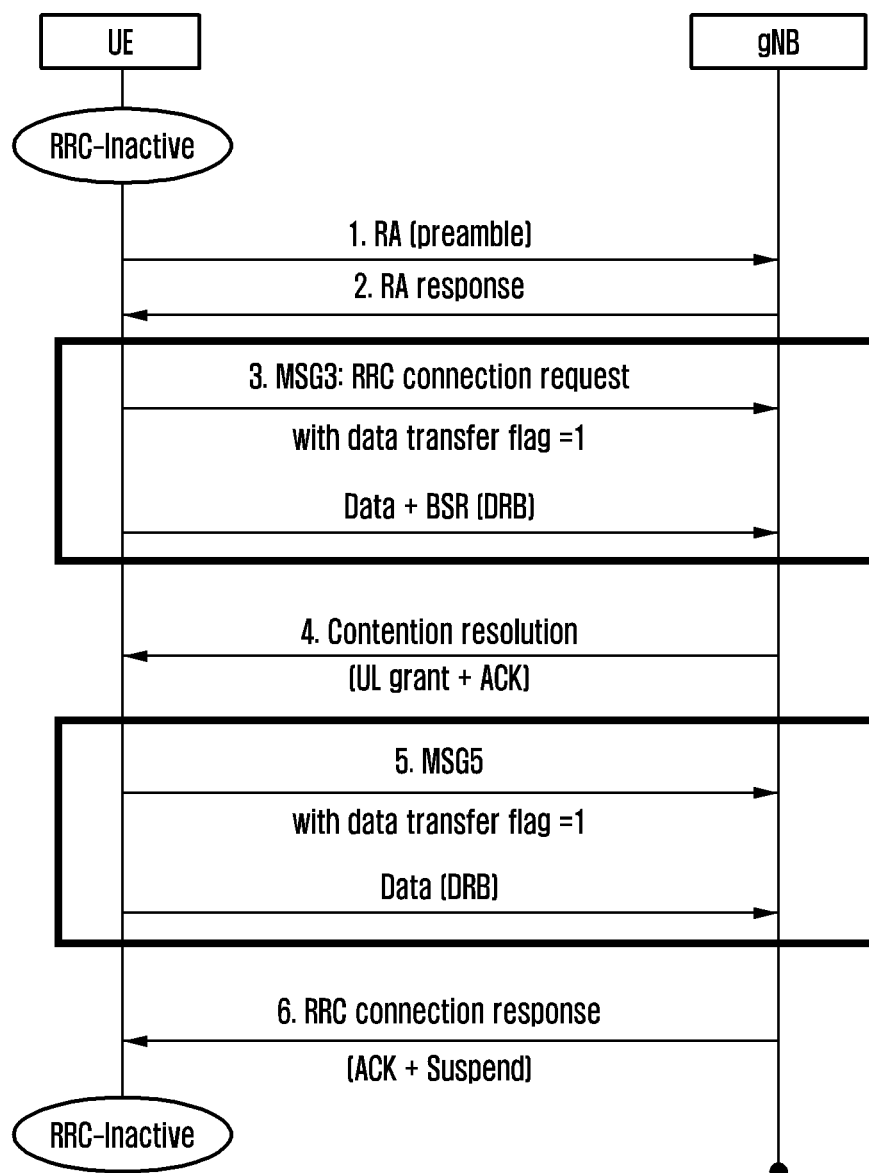 UE
gNB
RRC-Inactive
1. RA (preamble)
2. RA response
3. MSG3: RRC connection request
with data transfer flag =1
Data + BSR (DRB)
4. Contention resolution
(UL grant + ACK)
5. MSG5
with data transfer flag =1
Data (DRB)
6. RRC connection response
(ACK + Suspend)
RRC-Inactive